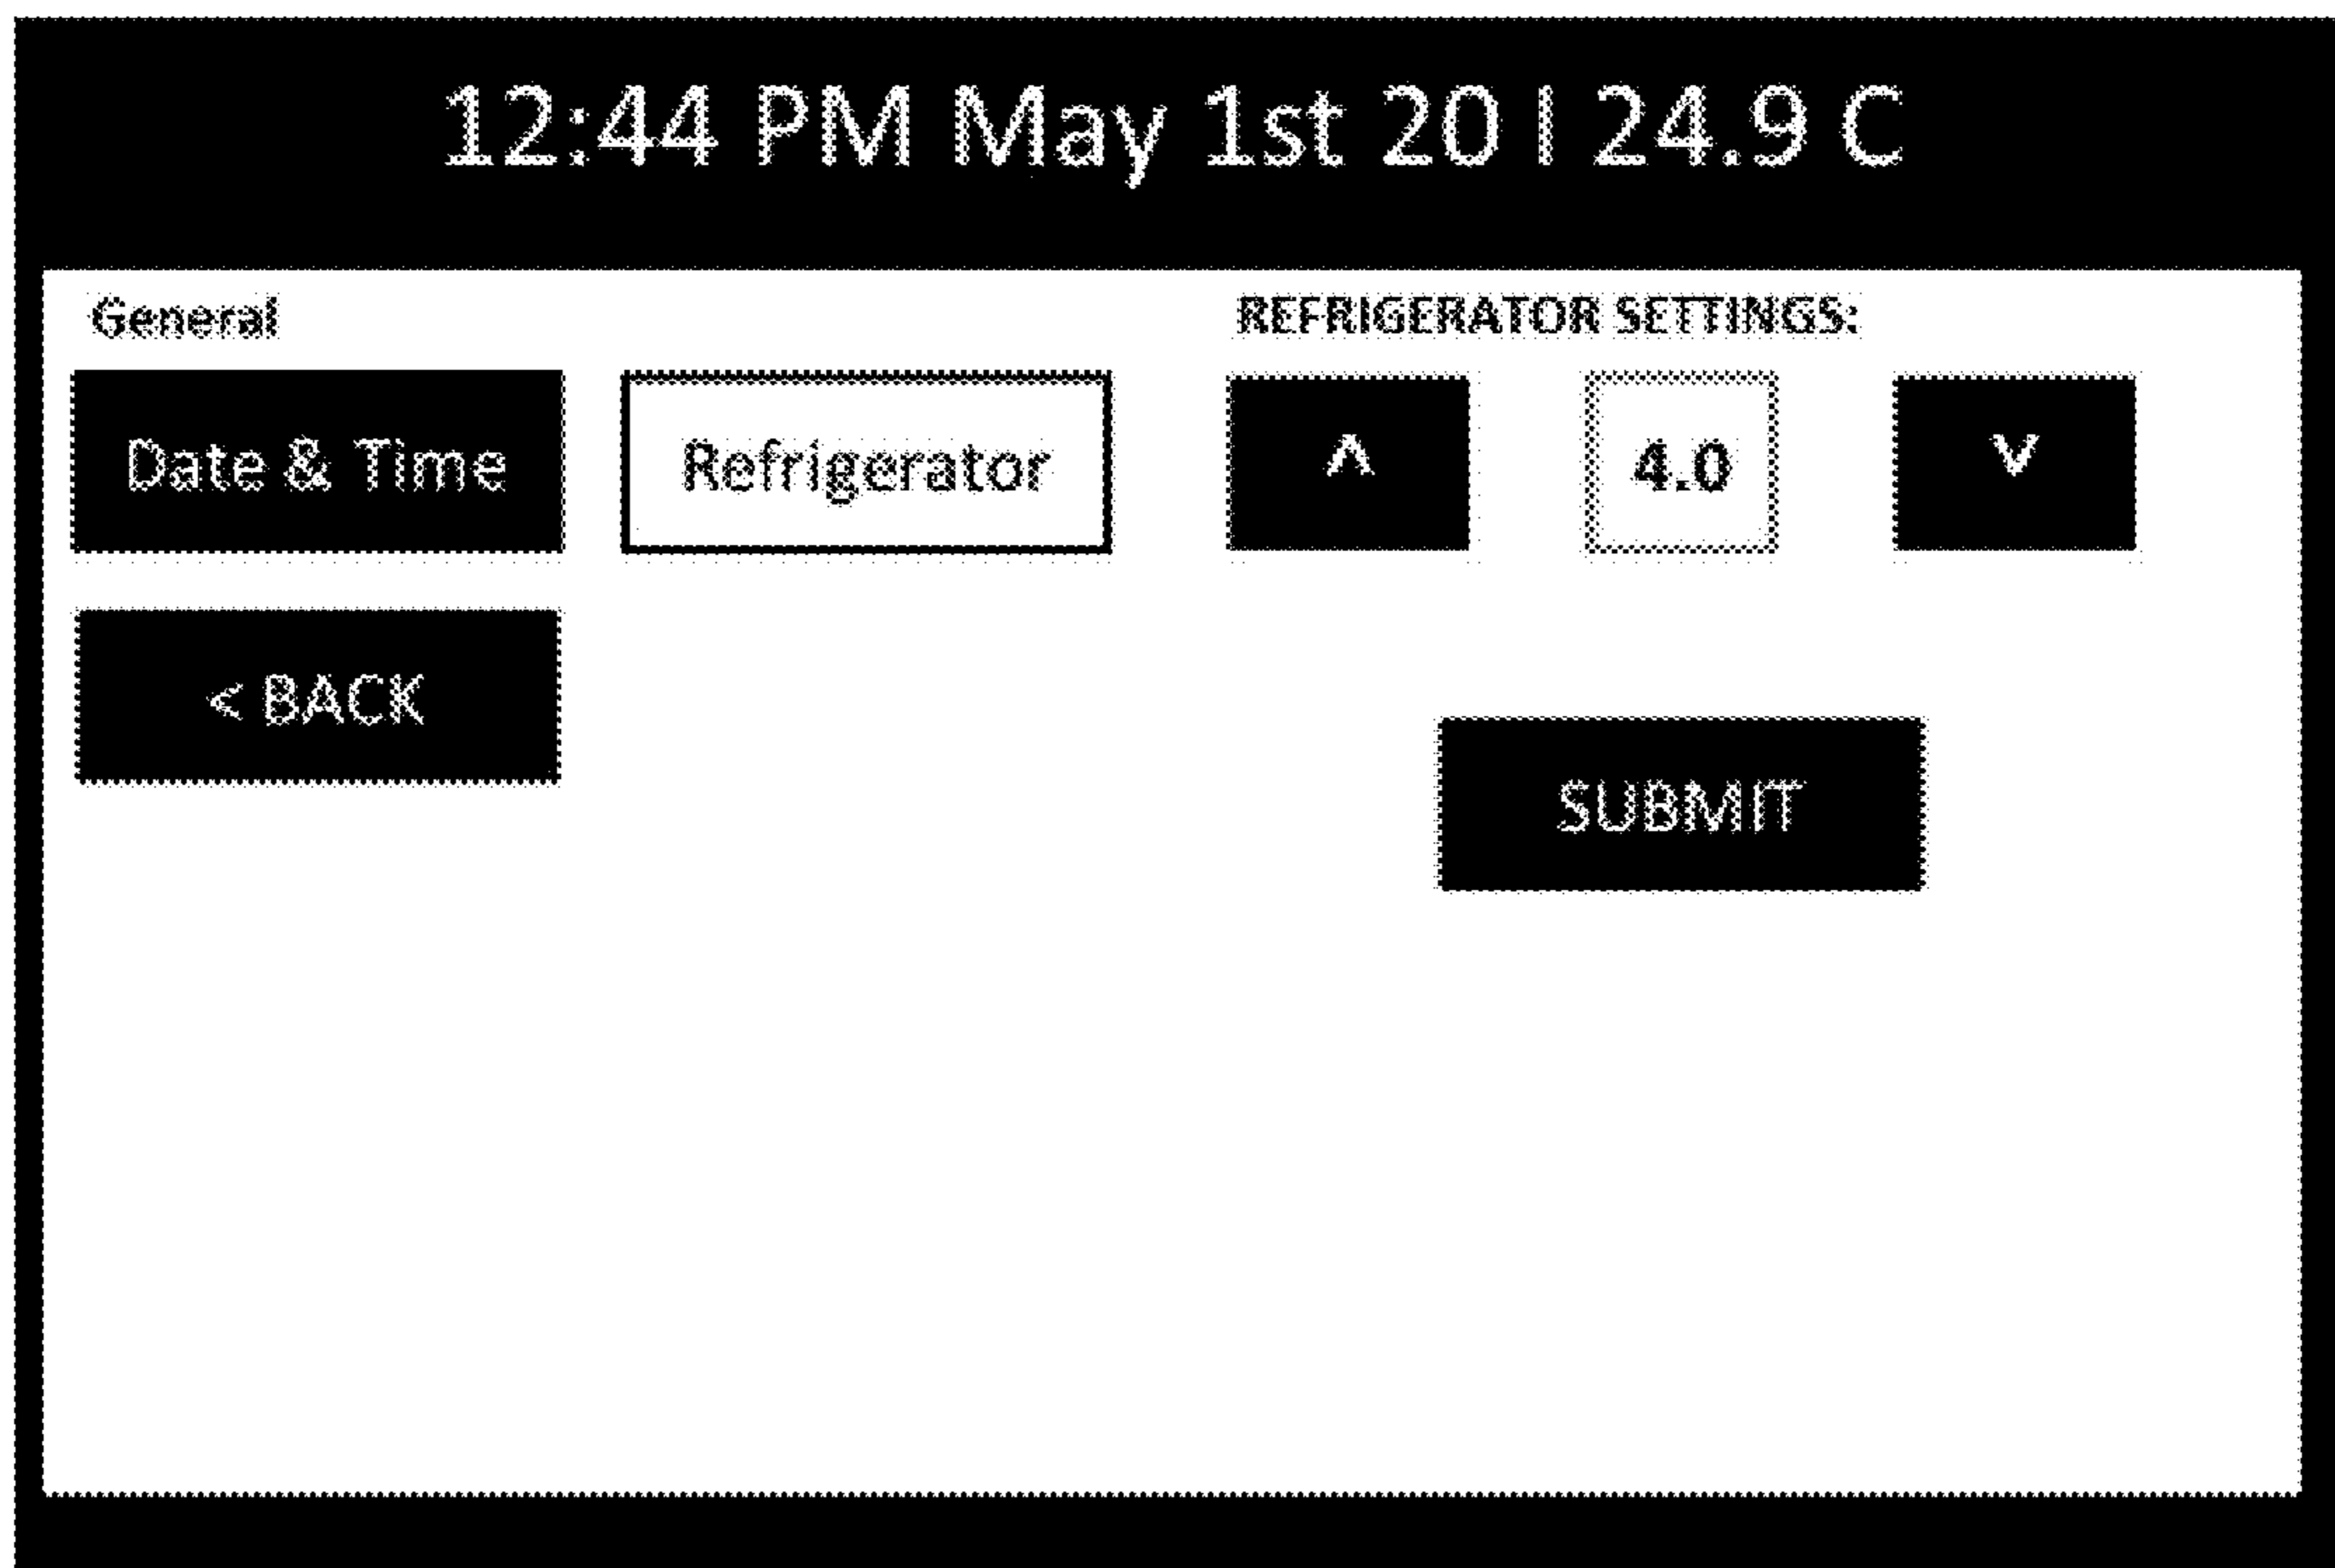 12:44 PM May 1st 20 | 24.9 C
General
REFRIGERATOR SETTINGS:
Date & Time
Refrigerator
^
4.0
v
< BACK
SUBMIT